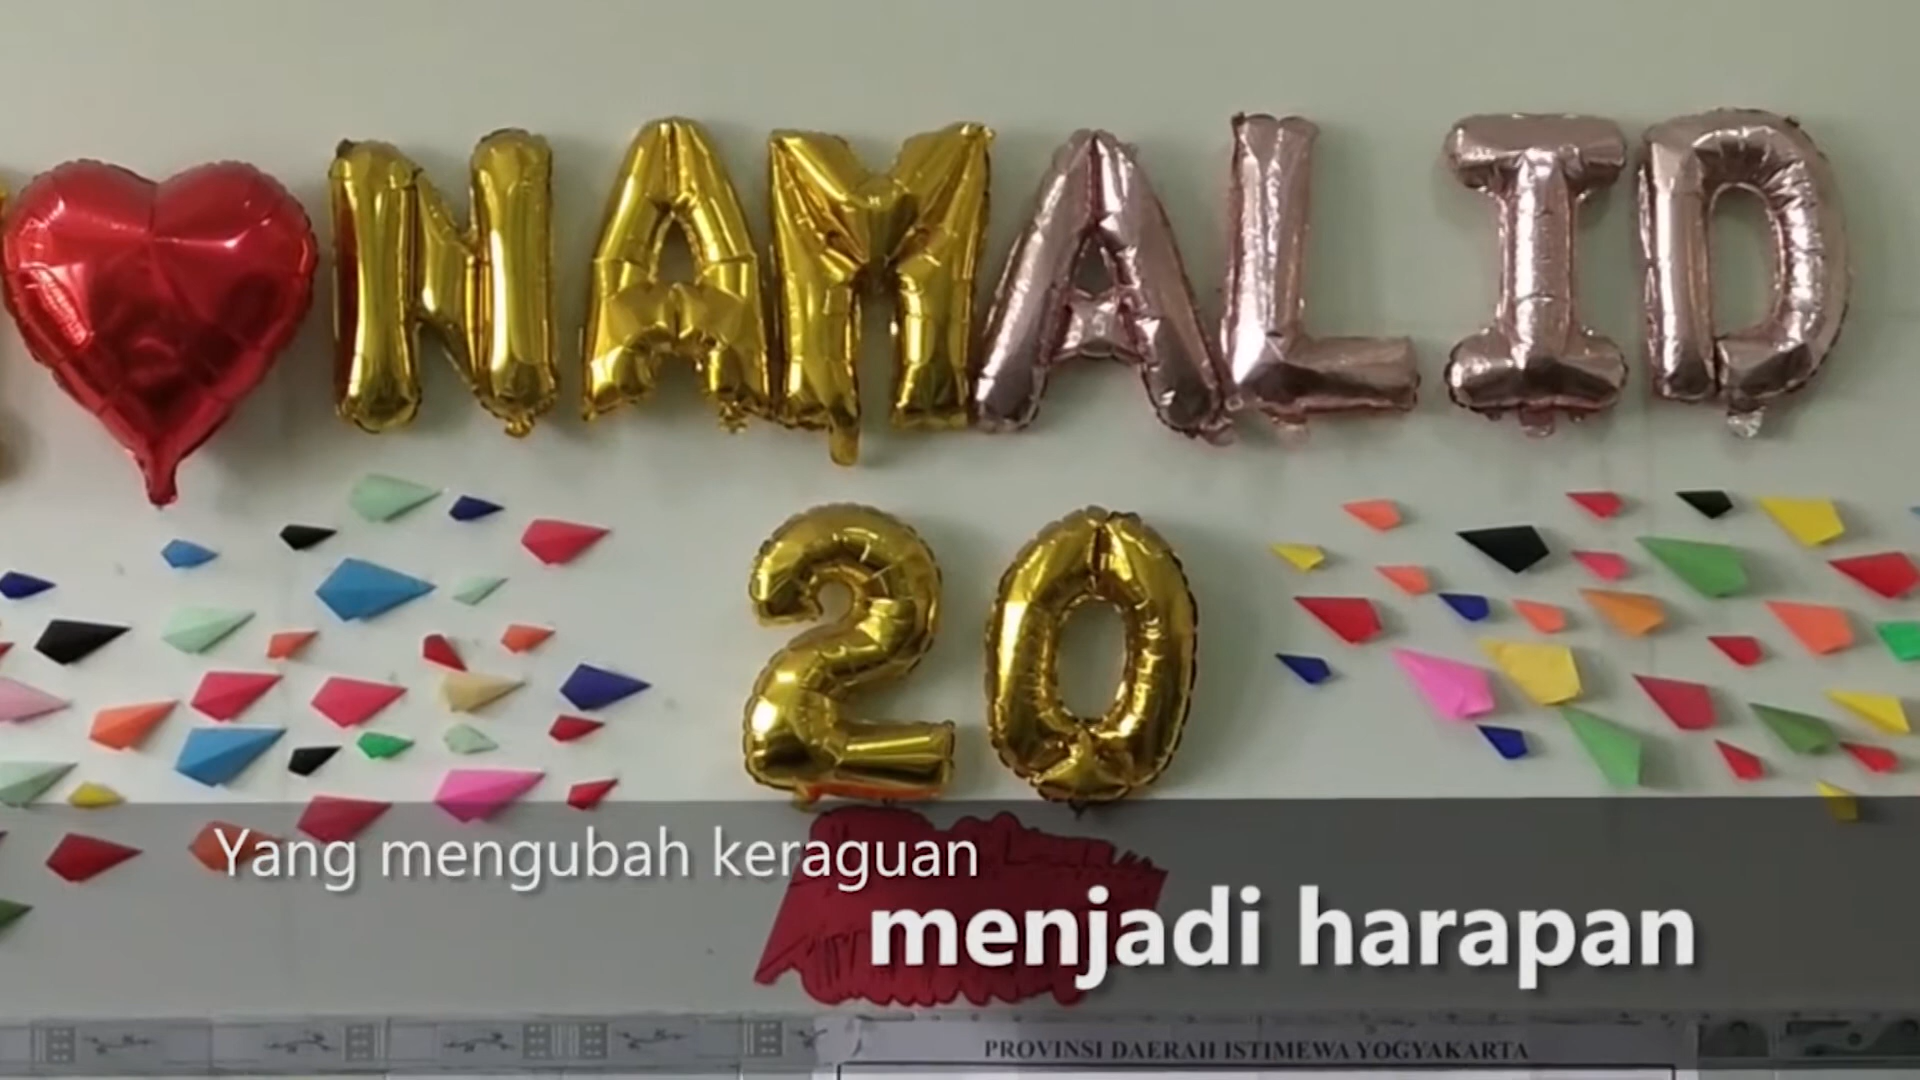 NAMALID
20
Yang mengubah keraguan
menjadi harapan
PROVINSI DAERAH ISTIMEWA YOGYAKARTA